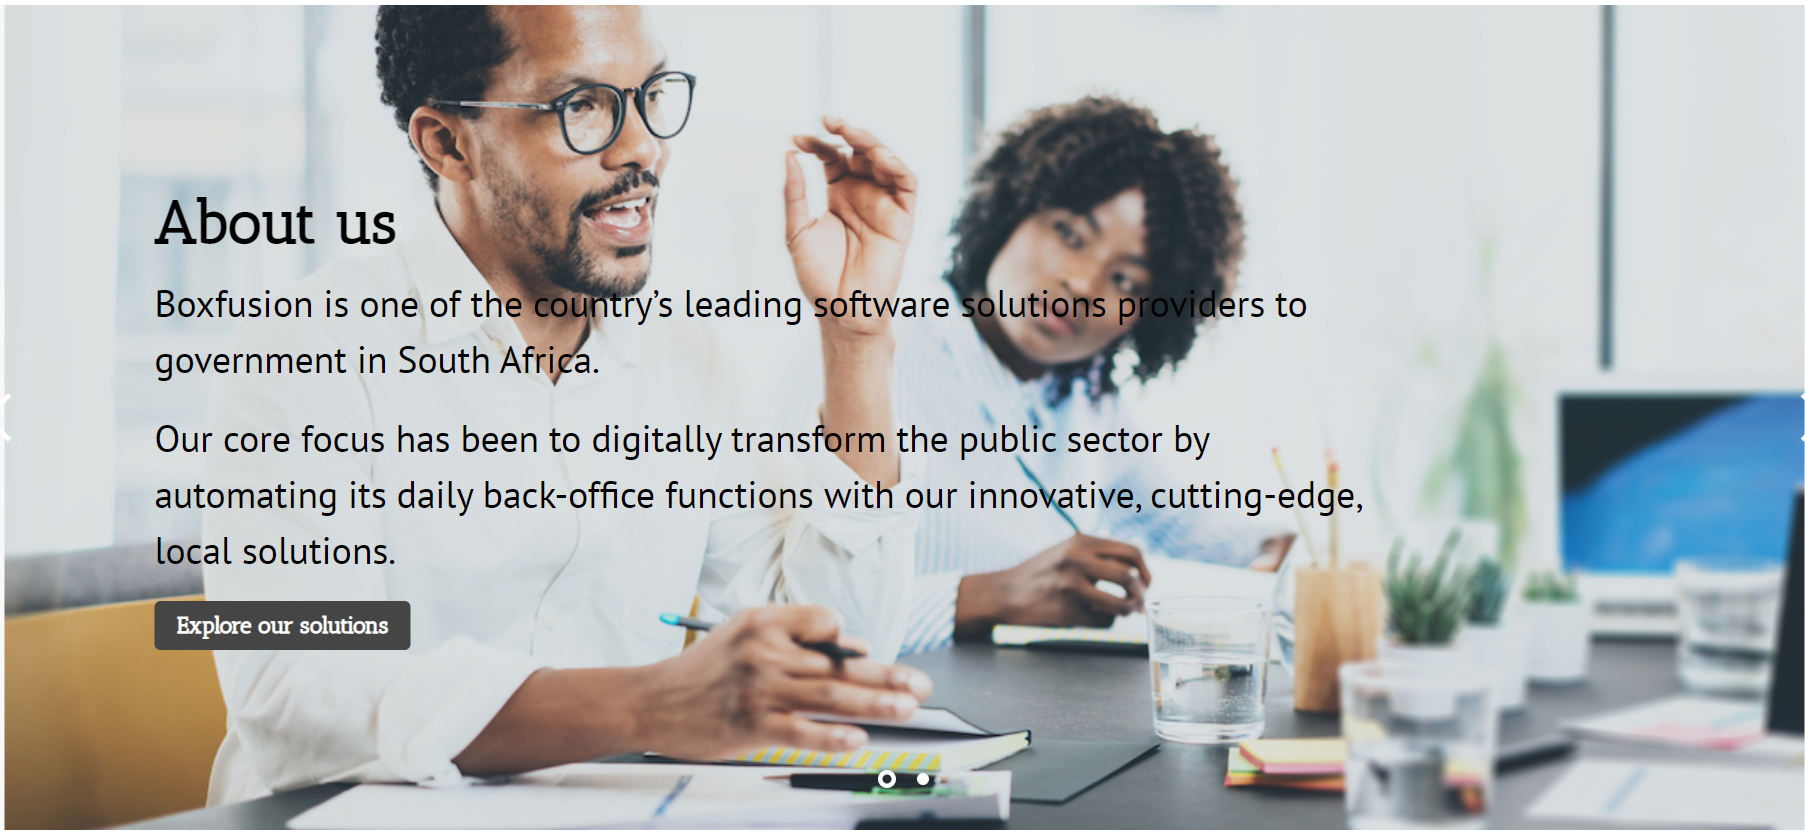 About us
Boxfusion is one of the country’s leading software solutions providers to
government in South Africa.
Our core focus has been to digitally transform the public sector by
automating its daily back-office functions with our innovative, cutting-edge,
local solutions.
Explore our solutions